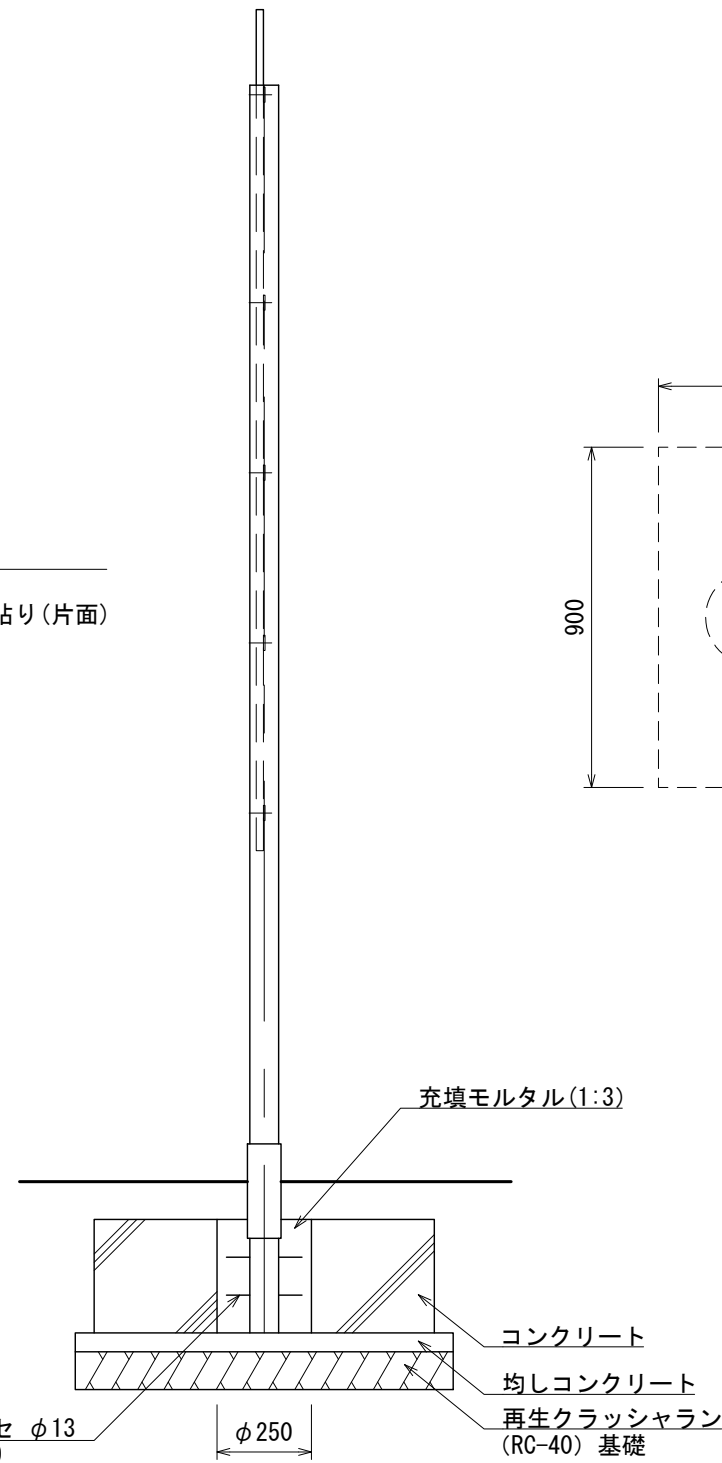 粘り(片面)
900
充填モルタル(1:3)
コンクリート
均しコンクリート
再生クラッシャラン
(RC-40) 基礎
セ φ13
)
φ250